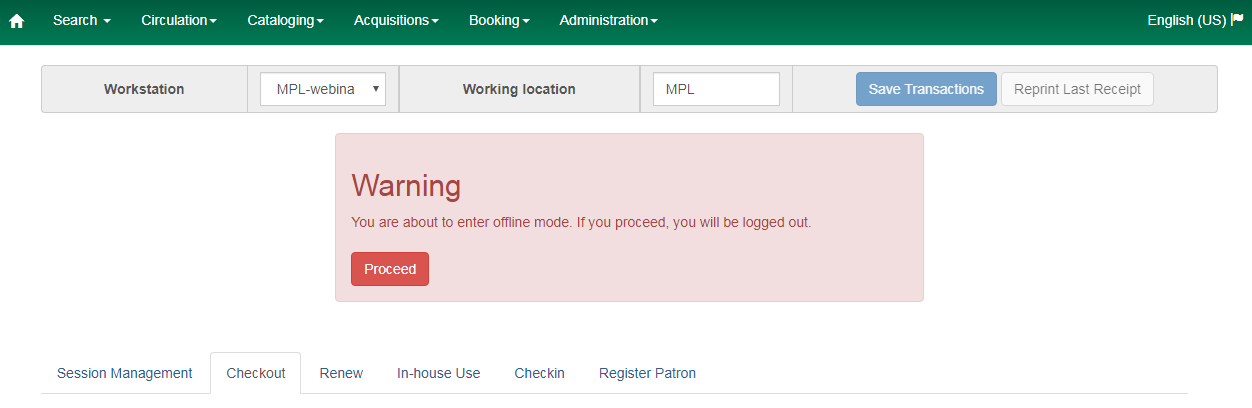 Search Circulation Cataloging Acquisitions Booking Administration English (US)
Workstation MPL-webina Working location MPL Save Transactions Reprint Last Receipt
Warning
You are about to enter offline mode. If you proceed, you will be logged out.
Proceed
Session Management Checkout Renew In-house Use Checkin Register Patron